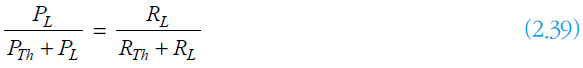 P_L / (P_Th + P_L) = R_L / (R_Th + R_L) (2.39)